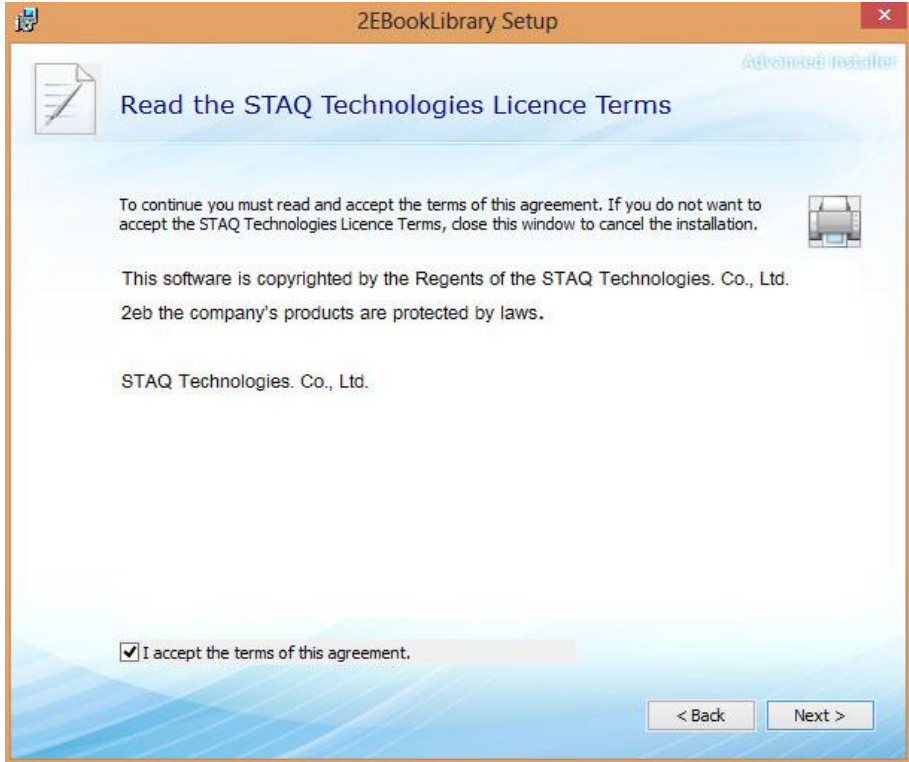 2EBookLibrary Setup
Advanced Installer
Read the STAQ Technologies Licence Terms
To continue you must read and accept the terms of this agreement. If you do not want to
accept the STAQ Technologies Licence Terms, close this window to cancel the installation.
This software is copyrighted by the Regents of the STAQ Technologies. Co., Ltd.
2eb the company's products are protected by laws.
STAQ Technologies. Co., Ltd.
I accept the terms of this agreement.
< Back Next >